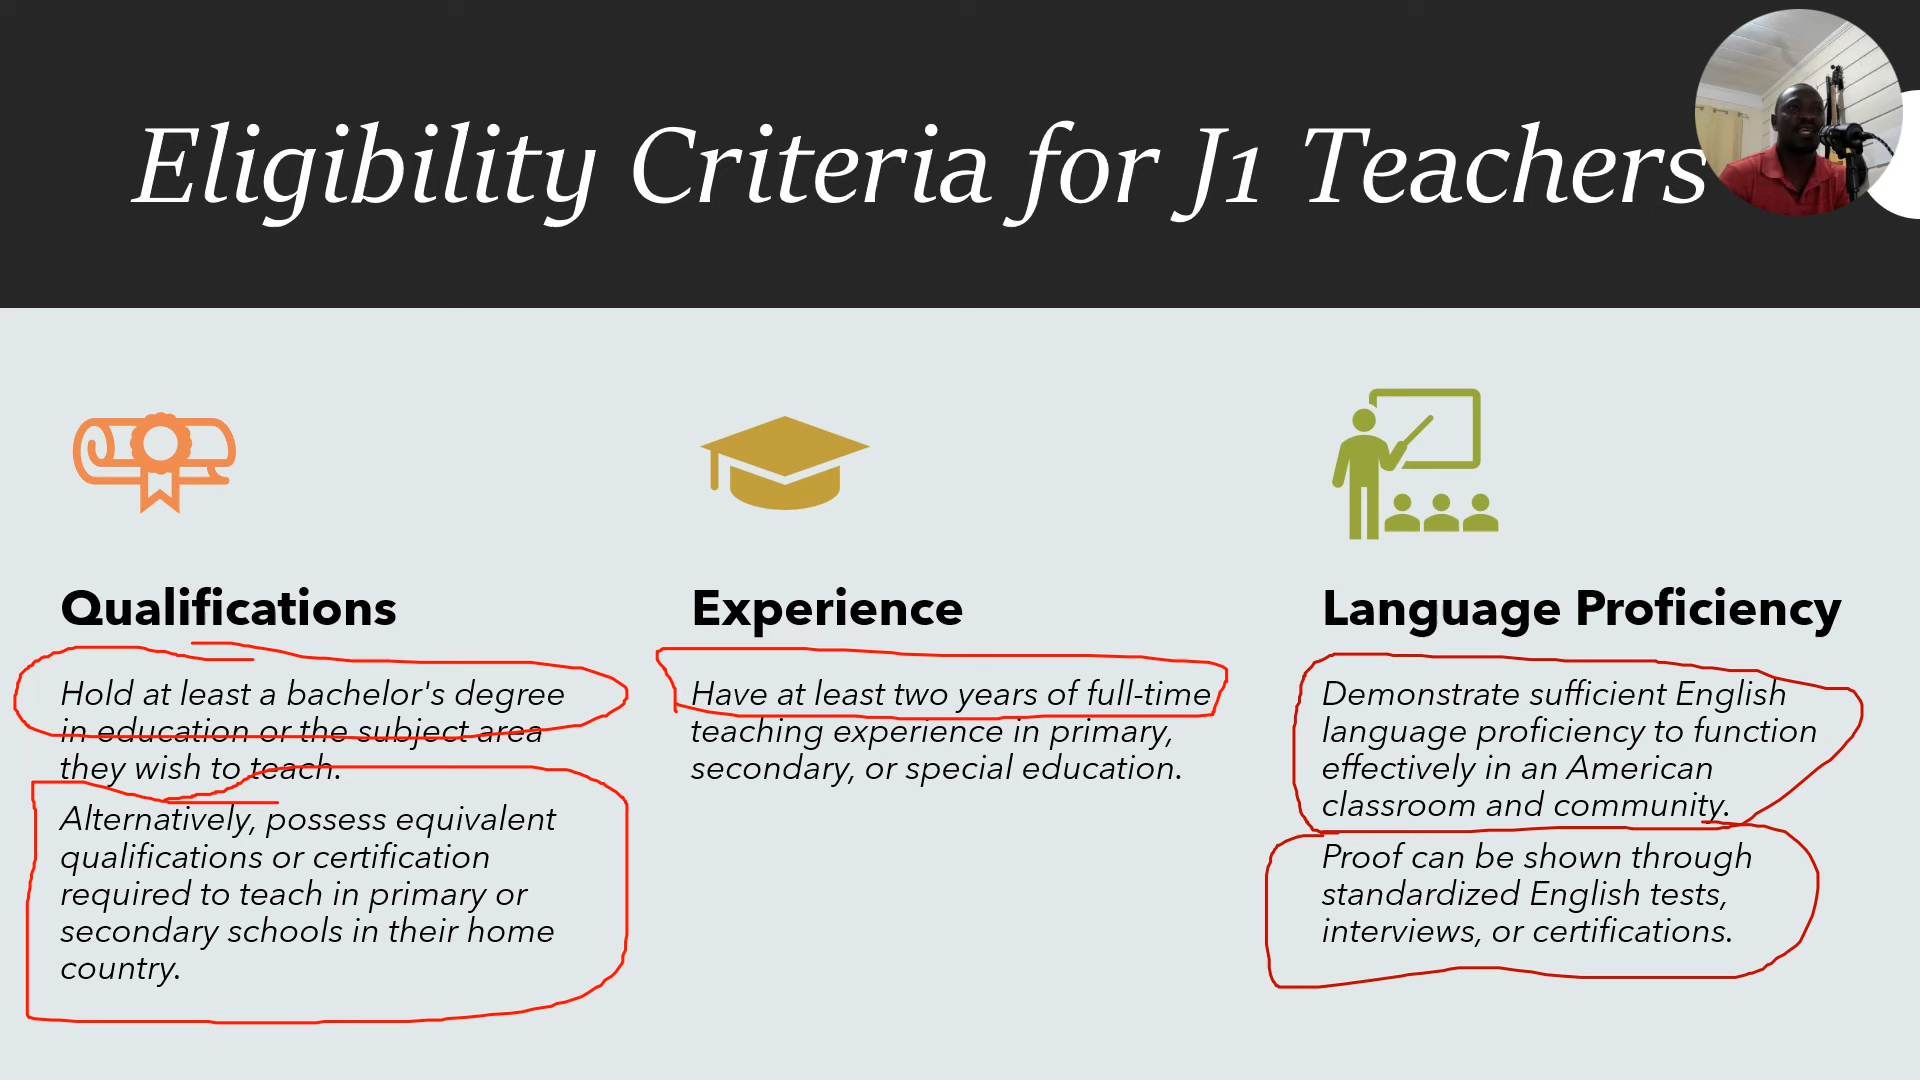 Eligibility Criteria for J1 Teachers
Qualifications
Hold at least a bachelor's degree
in education or the subject area
they wish to teach.
Alternatively, possess equivalent
qualifications or certification
required to teach in primary or
secondary schools in their home
country.
Experience
Have at least two years of full-time
teaching experience in primary,
secondary, or special education.
Language Proficiency
Demonstrate sufficient English
language proficiency to function
effectively in an American
classroom and community.
Proof can be shown through
standardized English tests,
interviews, or certifications.